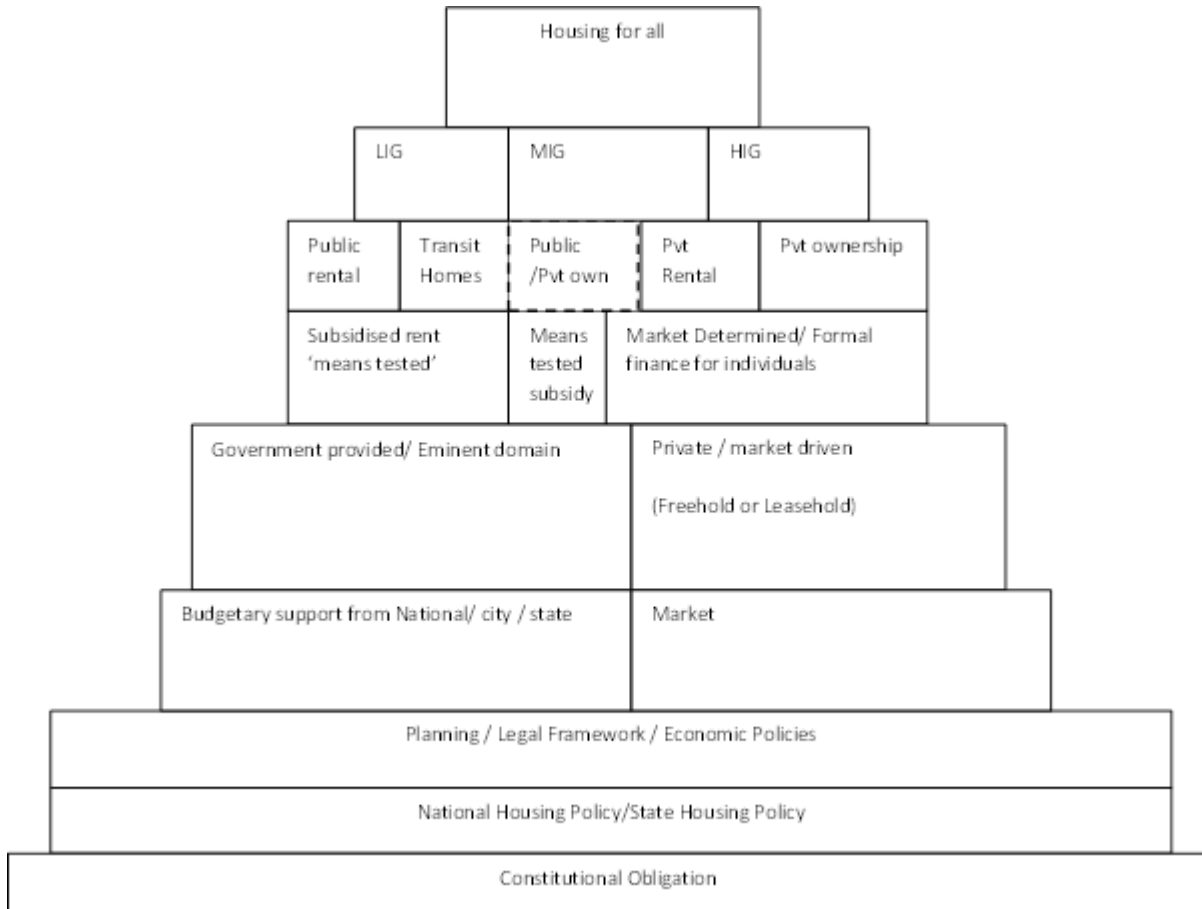 Housing for all
LIG
MIG
HIG
Public
rental
Transit
Homes
Public
/Pvt own
Pvt
Rental
Pvt ownership
Subsidised rent
‘means tested’
Means
tested
subsidy
Market Determined/ Formal
finance for individuals
Government provided/ Eminent domain
Private / market driven
(Freehold or Leasehold)
Budgetary support from National/ city / state
Market
Planning / Legal Framework / Economic Policies
National Housing Policy/State Housing Policy
Constitutional Obligation